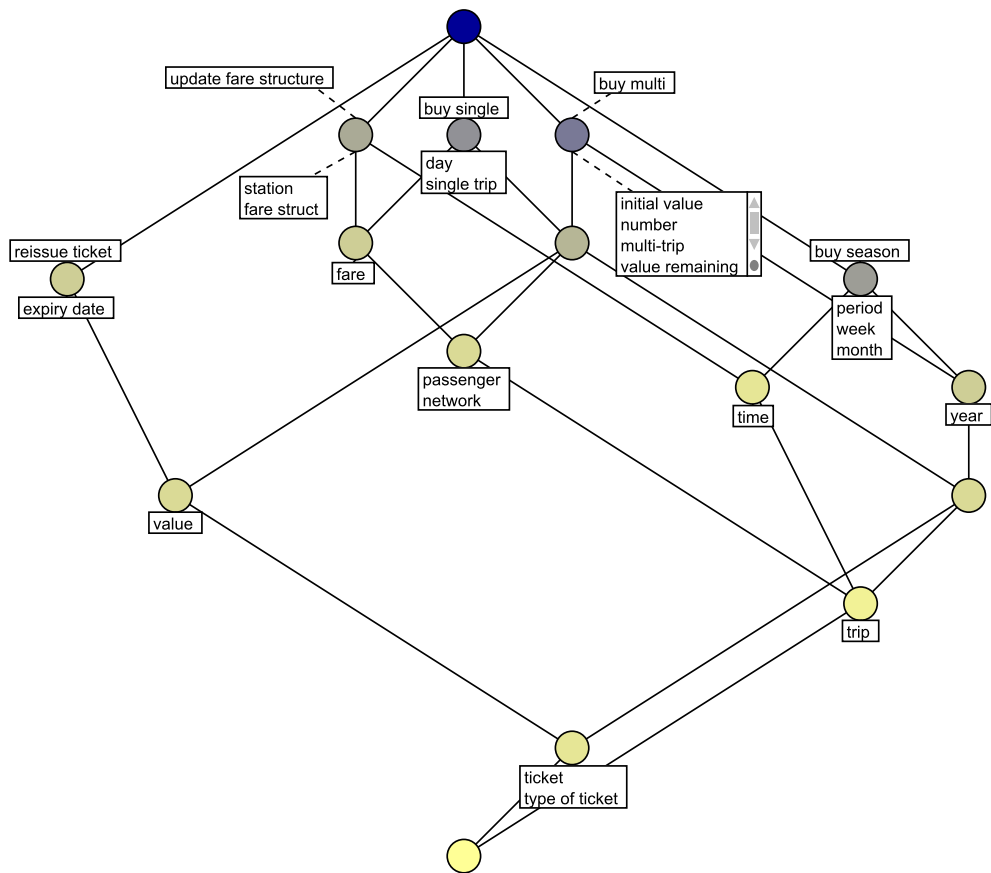 update fare structure
buy multi
buy single
day
single trip
station
fare struct
initial value
number
multi-trip
value remaining
reissue ticket
buy season
fare
expiry date
period
week
month
passenger
network
time
year
value
trip
ticket
type of ticket